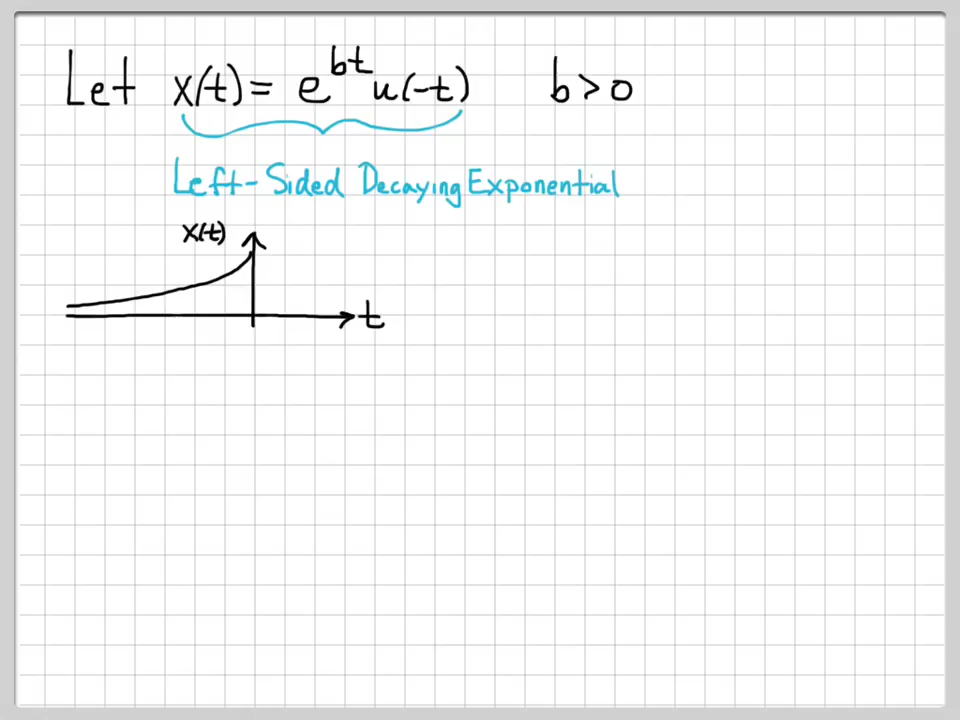 Let x(t) = e^{bt} u(-t) b > 0
Left-Sided Decaying Exponential
x(t)
t